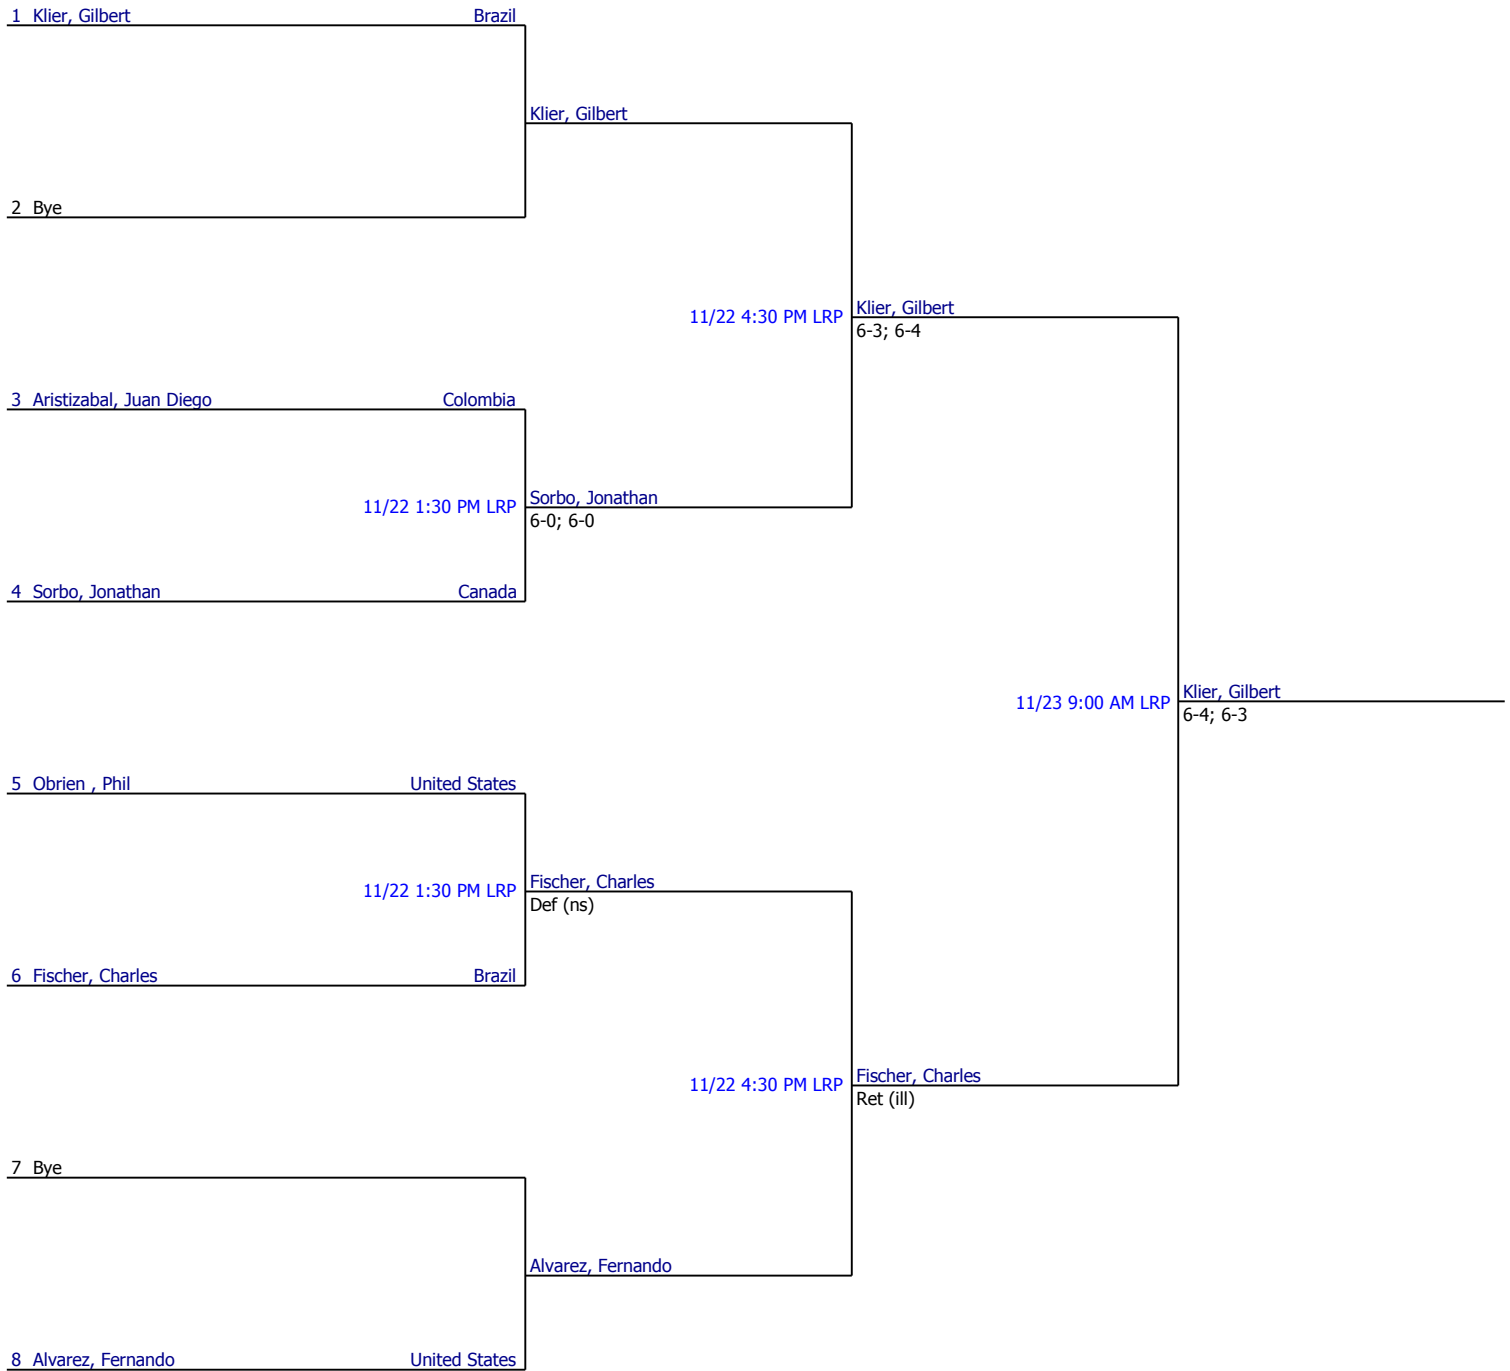 1 Klier, Gilbert Brazil
Klier, Gilbert
2 Bye
11/22 4:30 PM LRP
Klier, Gilbert
6-3; 6-4
3 Aristizabal, Juan Diego Colombia
11/22 1:30 PM LRP
Sorbo, Jonathan
6-0; 6-0
4 Sorbo, Jonathan Canada
11/23 9:00 AM LRP
Klier, Gilbert
6-4; 6-3
5 Obrien , Phil United States
11/22 1:30 PM LRP
Fischer, Charles
Def (ns)
6 Fischer, Charles Brazil
11/22 4:30 PM LRP
Fischer, Charles
Ret (ill)
7 Bye
Alvarez, Fernando
8 Alvarez, Fernando United States